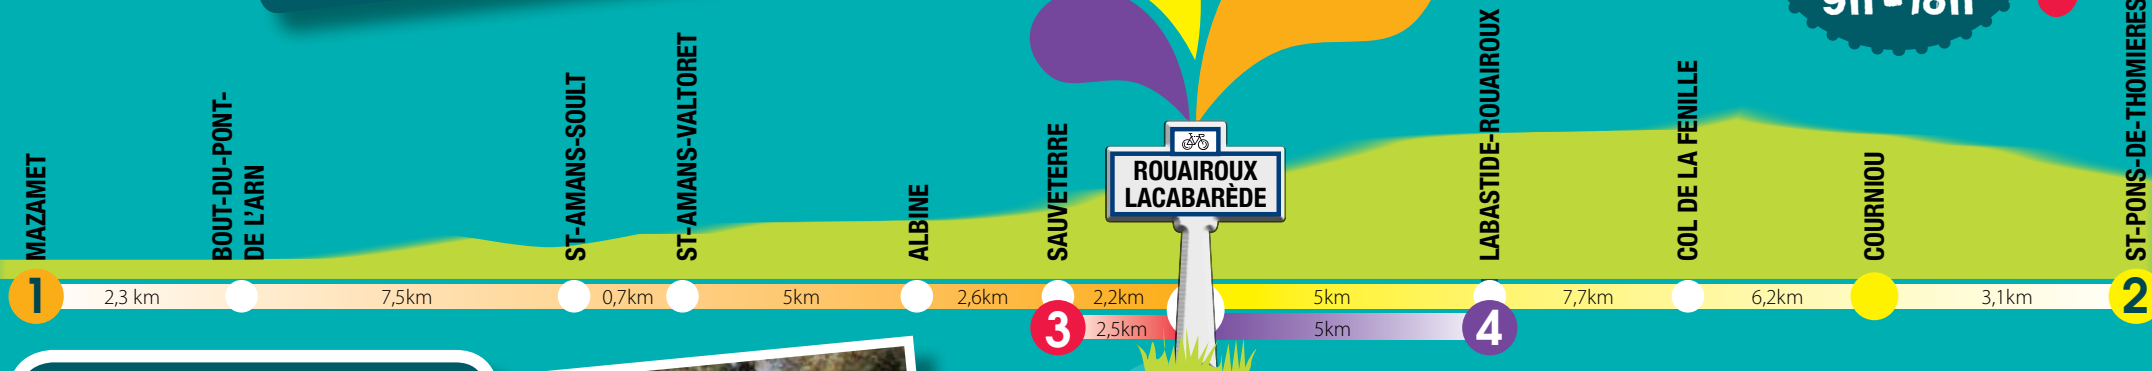 9h - 18h
MAZAMET
BOUT-DU-PONT-
DE L'ARN
ST-AMANS-SOULT
ST-AMANS-VALTORET
ALBINE
SAUVETERRE
ROUAIROUX
LACABARÈDE
LABASTIDE-ROUAIROUX
COL DE LA FENILLE
COURNIOU
ST-PONS-DE-THOMIERES
1
2,3 km
7,5km
0,7km
5km
2,6km
2,2km
5km
7,7km
6,2km
3,1km
2
3
2,5km
5km
4